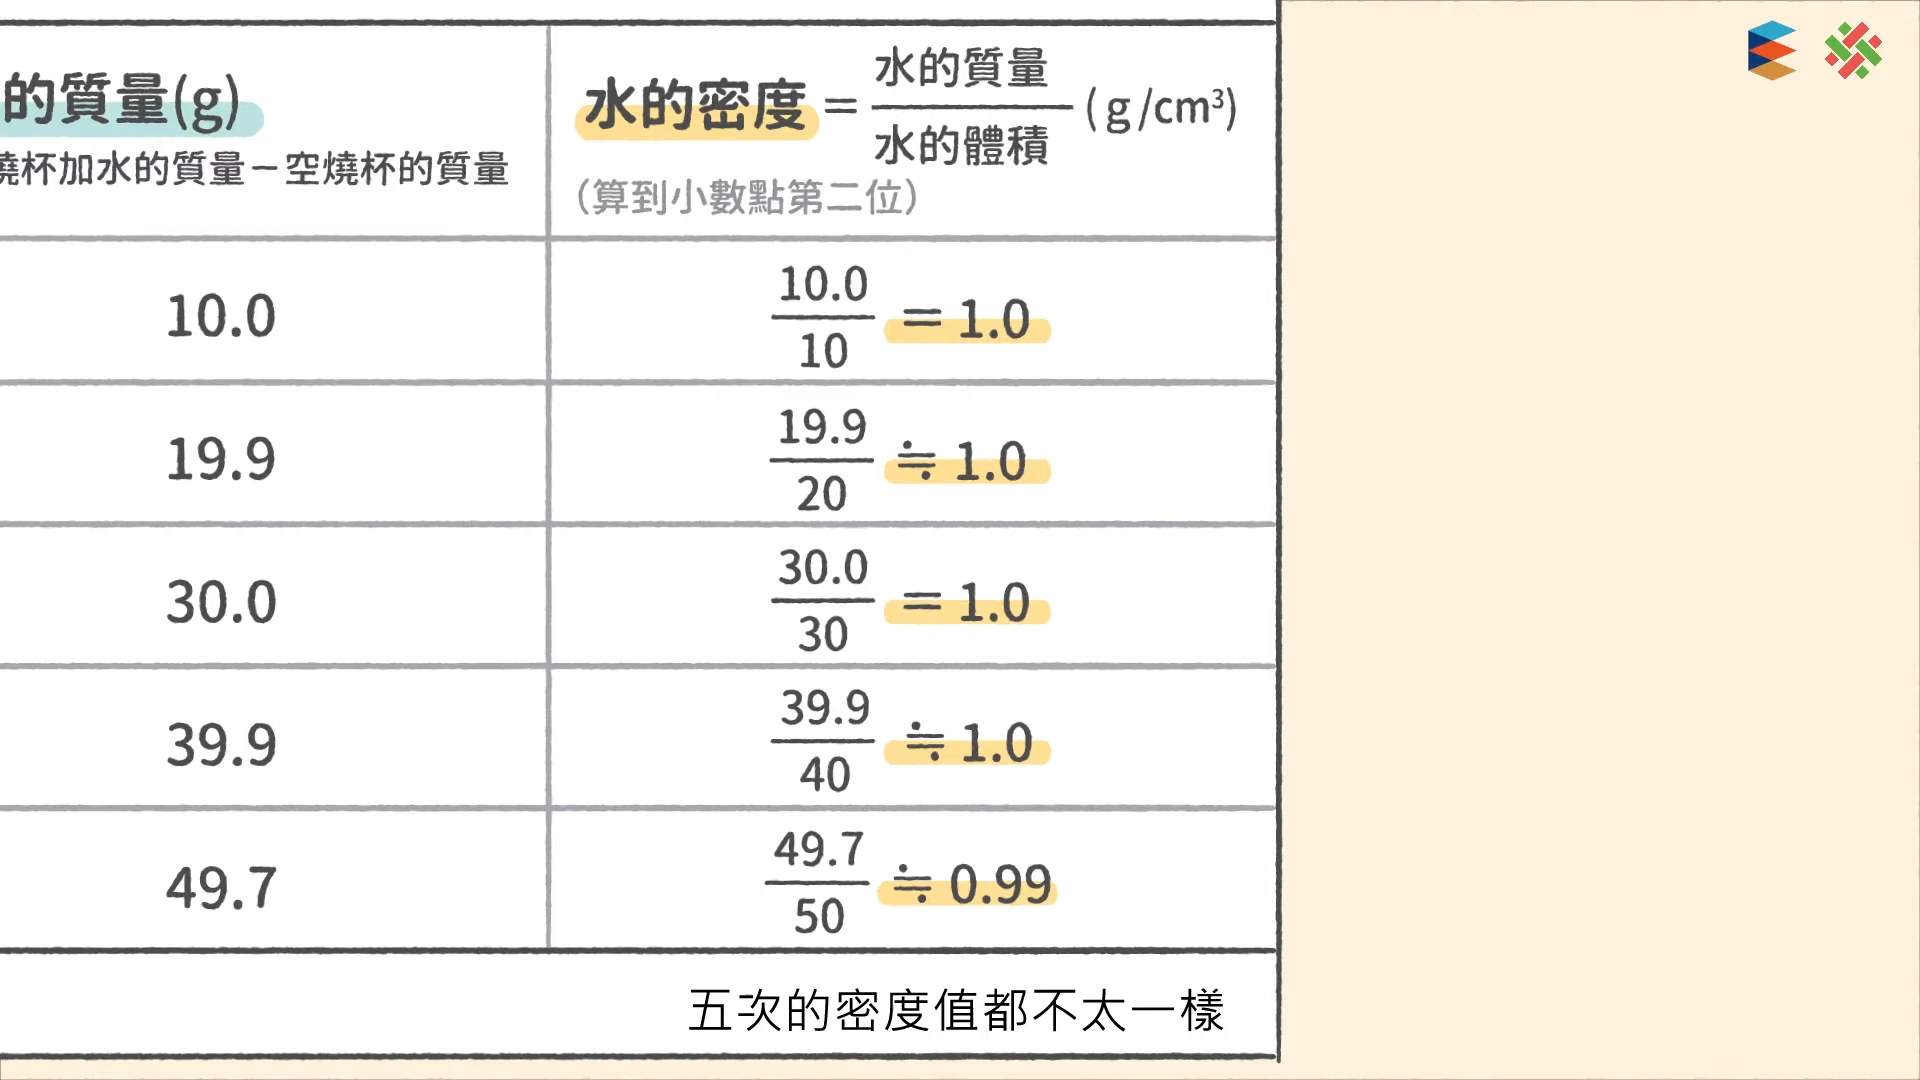 的質量(g)
燒杯加水的質量－空燒杯的質量
水的密度＝水的質量/水的體積 (g/cm³)
(算到小數點第二位)
10.0
10.0/10 ＝ 1.0
19.9
19.9/20 ≒ 1.0
30.0
30.0/30 ＝ 1.0
39.9
39.9/40 ≒ 1.0
49.7
49.7/50 ≒ 0.99
五次的密度值都不太一樣